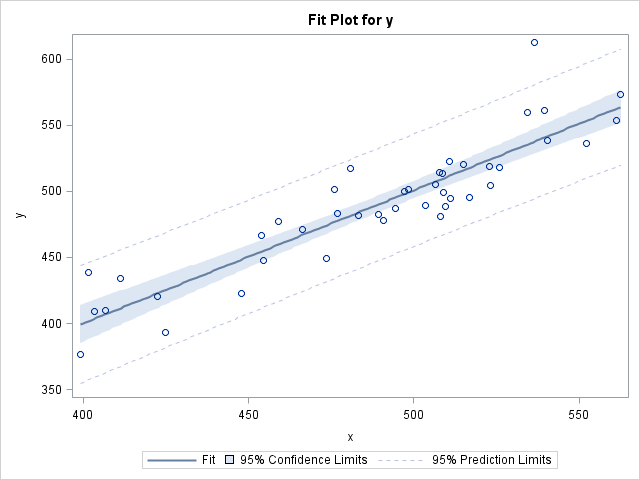 Fit Plot for y
600
550
500
450
400
350
y
400 450 500 550
x
Fit 95% Confidence Limits 95% Prediction Limits